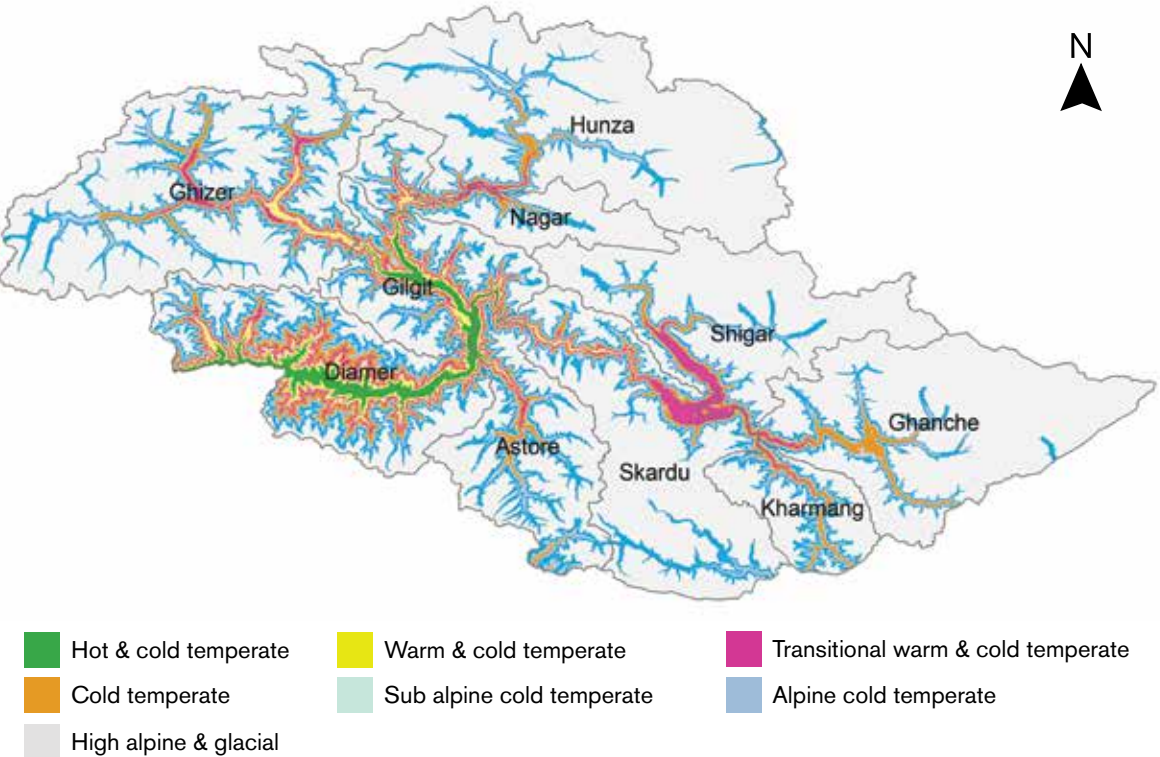 N
Hunza
Ghizer
Nagar
Gilgit
Shigar
Diamer
Ghanche
Astore
Skardu
Kharmang
Hot & cold temperate
Warm & cold temperate
Transitional warm & cold temperate
Cold temperate
Sub alpine cold temperate
Alpine cold temperate
High alpine & glacial